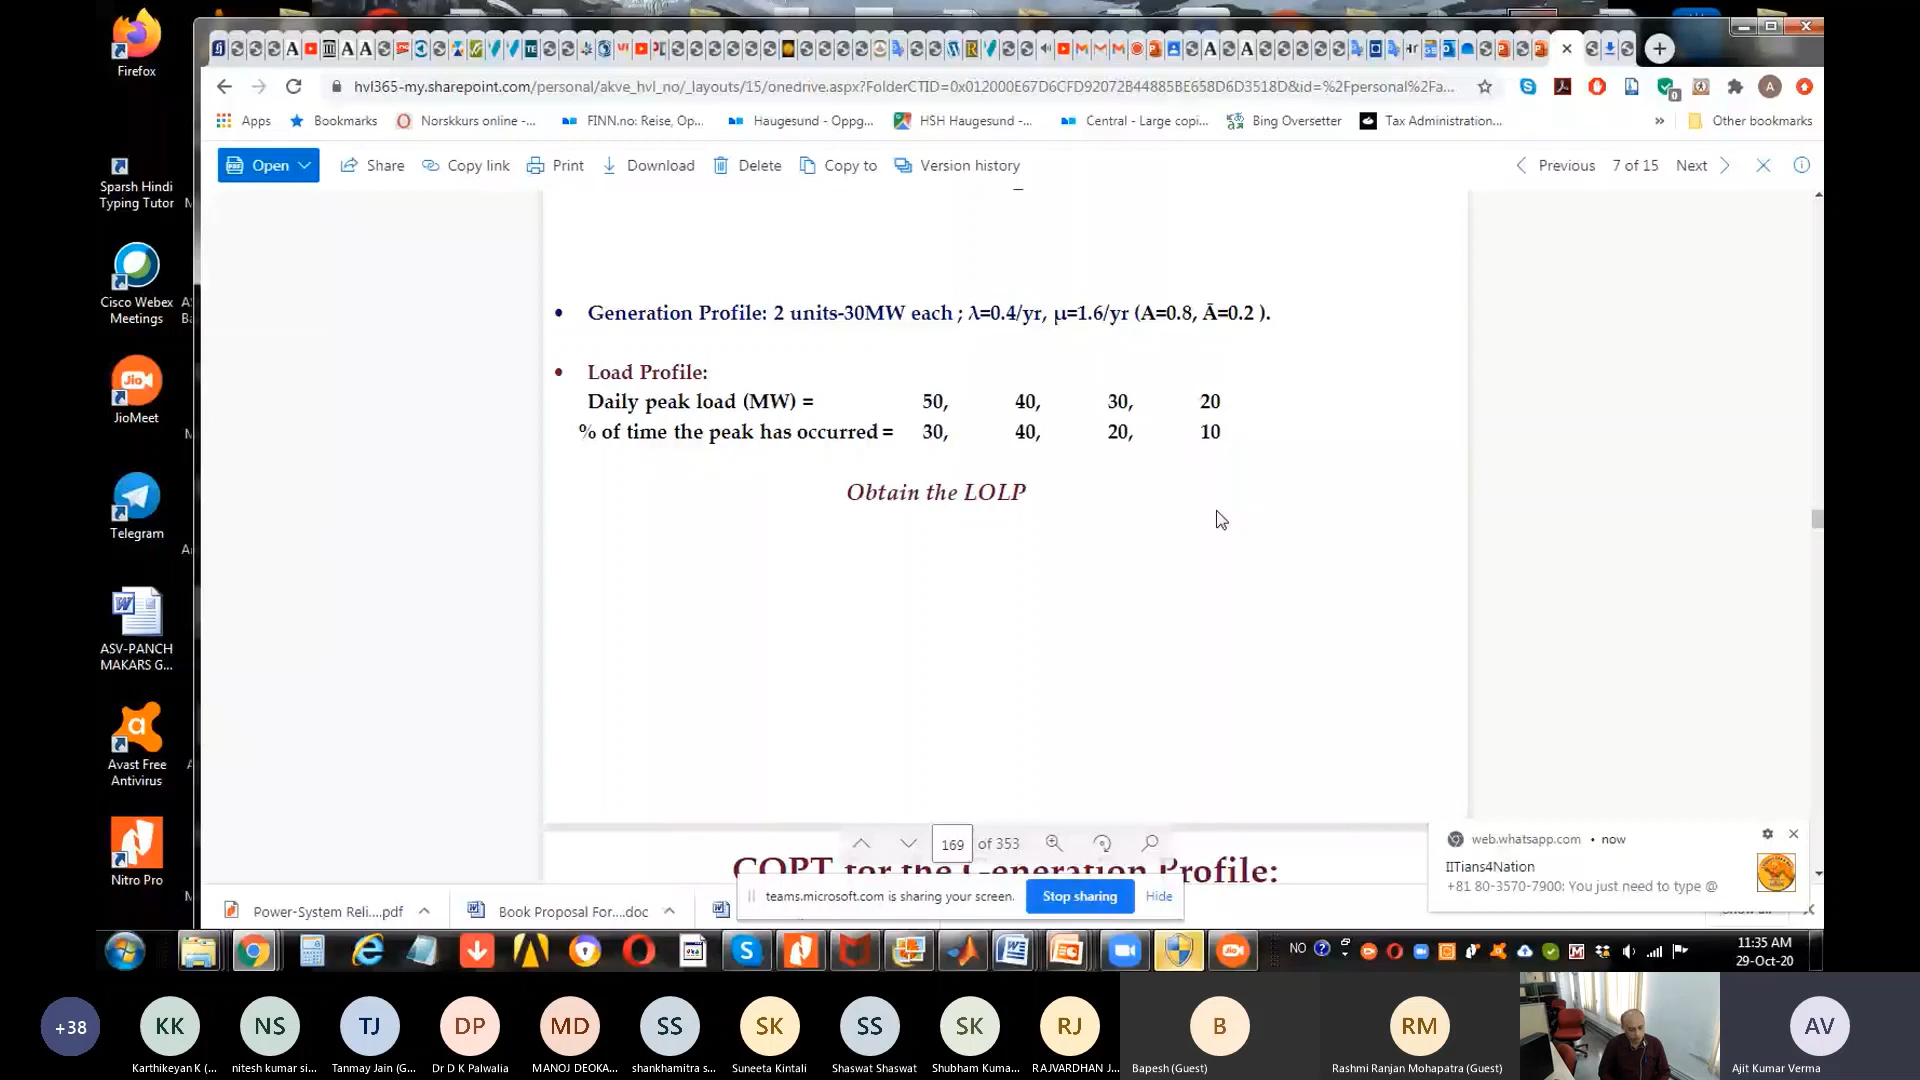 Firefox
hvl365-my.sharepoint.com/personal/akve_hvl_no/_layouts/15/onedrive.aspx?FolderCTID=0x012000E67D6CFD92072B44885BE658D6D3518D&id=%2Fpersonal%2Fa...
Apps
Bookmarks
Norskkurs online -...
FINN.no: Reise, Op...
Haugesund - Oppg...
HSH Haugesund -...
Central - Large copi...
Bing Oversetter
Tax Administration...
»
Other bookmarks
Open
Share
Copy link
Print
Download
Delete
Copy to
Version history
Previous
7 of 15
Next
Sparsh Hindi
Typing Tutor
Cisco Webex
Meetings
JioMeet
Telegram
ASV-PANCH
MAKARS G...
Avast Free
Antivirus
Nitro Pro
• Generation Profile: 2 units-30MW each ; λ=0.4/yr, μ=1.6/yr (A=0.8, Ā=0.2 ).
• Load Profile:
Daily peak load (MW) = 50, 40, 30, 20
% of time the peak has occurred = 30, 40, 20, 10
Obtain the LOLP
169 of 353
COPT for the Generation Profile:
web.whatsapp.com • now
IITians4Nation
+81 80-3570-7900: You just need to type @
teams.microsoft.com is sharing your screen.
Stop sharing
Hide
Power-System Reli....pdf
Book Proposal For....doc
NO
11:35 AM
29-Oct-20
+38
KK
NS
TJ
DP
MD
SS
SK
SS
SK
RJ
B
RM
AV
Karthikeyan K (...
nitesh kumar si...
Tanmay Jain (G...
Dr D K Palwalia
MANOJ DEOKA...
shankhamitra s...
Suneeta Kintali
Shaswat Shaswat
Shubham Kuma...
RAJVARDHAN J...
Bapesh (Guest)
Rashmi Ranjan Mohapatra (Guest)
Ajit Kumar Verma